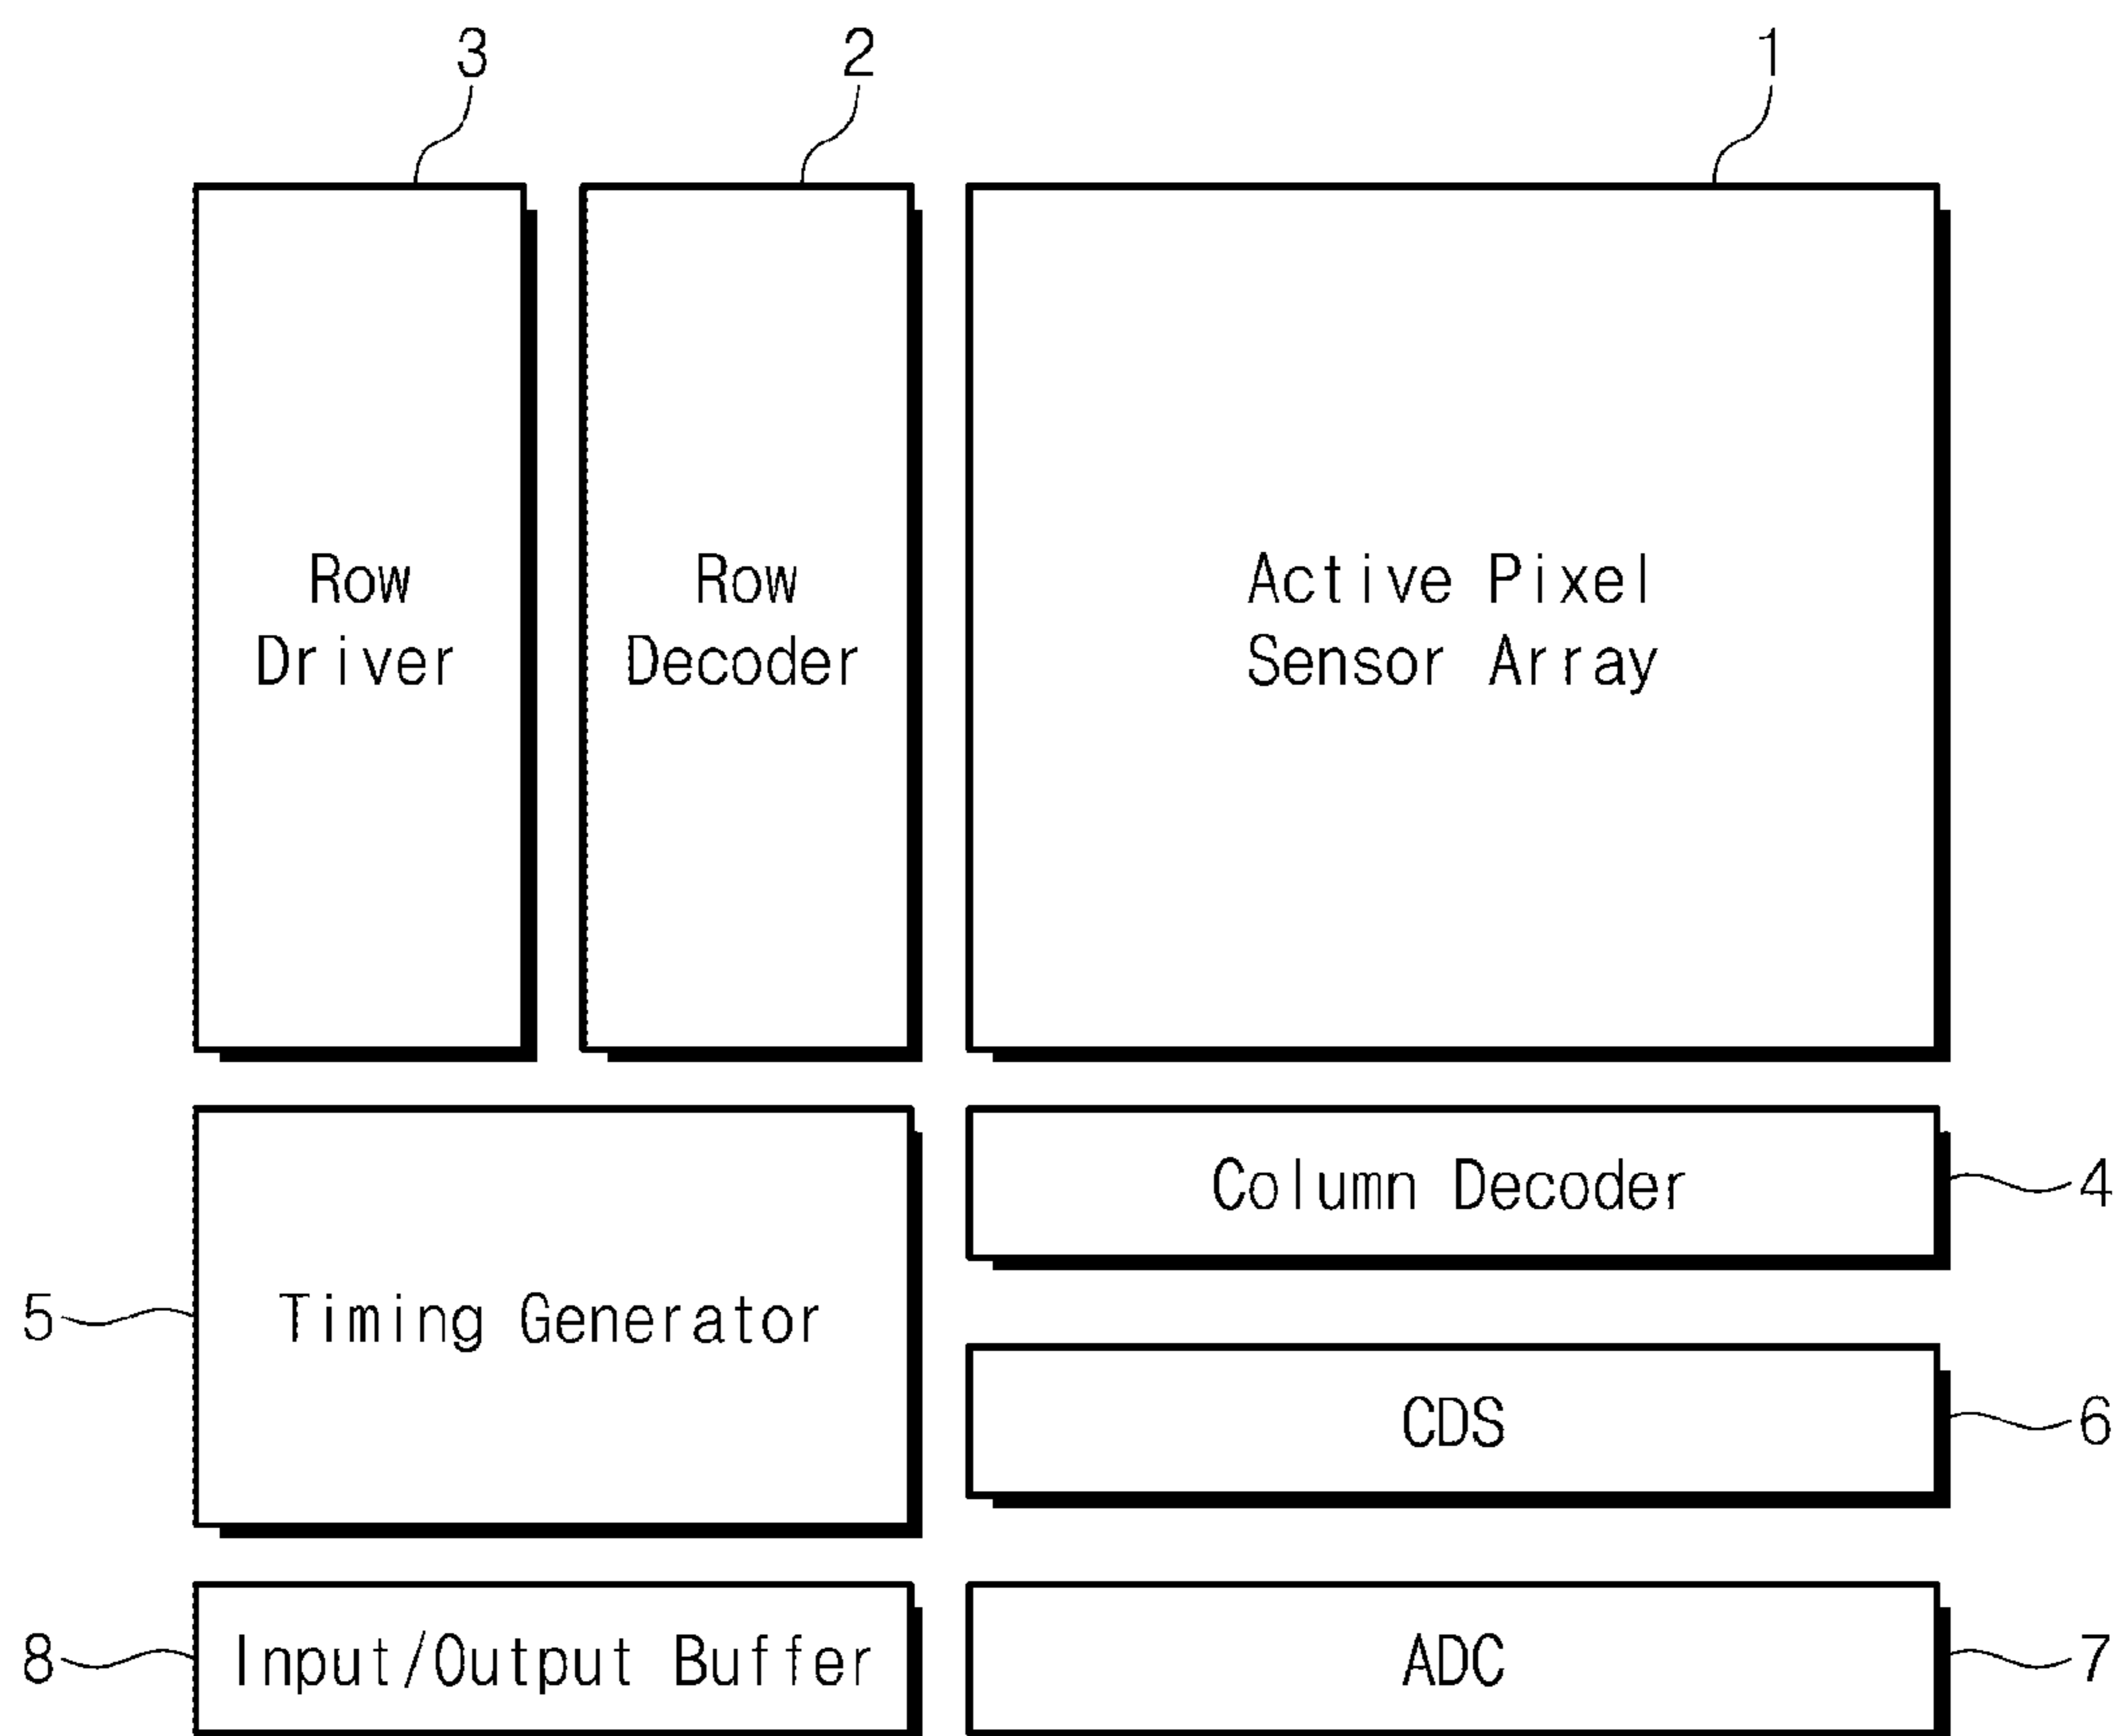 3
2
1
Row
Driver
Row
Decoder
Active Pixel
Sensor Array
Column Decoder
4
5
Timing Generator
CDS
6
8
Input/Output Buffer
ADC
7